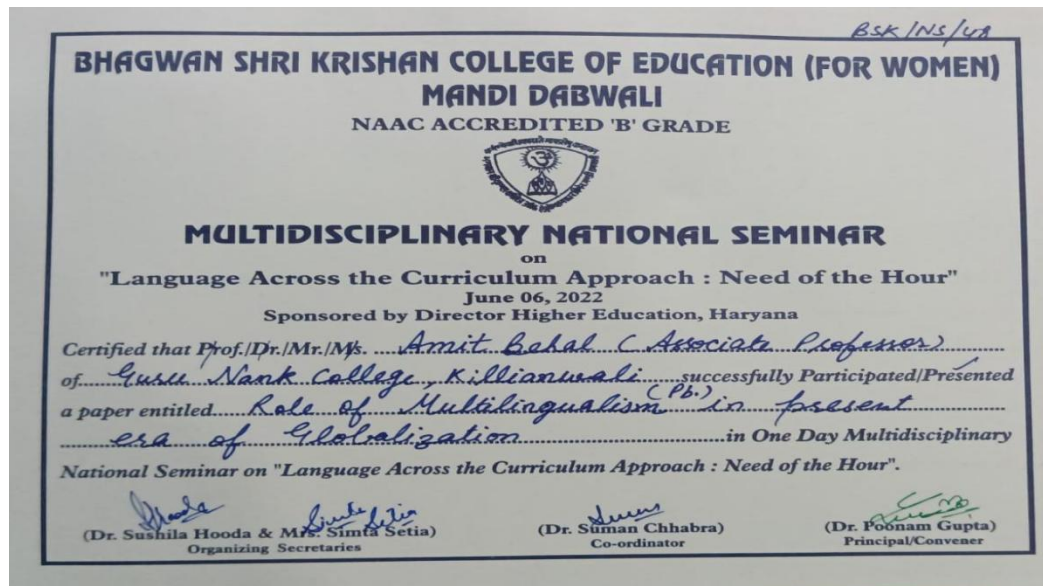 BSK/NS/48
BHAGWAN SHRI KRISHAN COLLEGE OF EDUCATION (FOR WOMEN)
MANDI DABWALI
NAAC ACCREDITED 'B' GRADE
MULTIDISCIPLINARY NATIONAL SEMINAR
on
"Language Across the Curriculum Approach : Need of the Hour"
June 06, 2022
Sponsored by Director Higher Education, Haryana
Certified that Prof./Dr./Mr./Ms. Amit Behal (Associate Professor)
of Guru Nank College, Killianwali (Pb.) successfully Participated/Presented
a paper entitled Role of Multilingualism in present
era of Globalization in One Day Multidisciplinary
National Seminar on "Language Across the Curriculum Approach : Need of the Hour".
(Dr. Sushila Hooda & Mrs. Simta Setia) (Dr. Suman Chhabra) (Dr. Poonam Gupta)
Organizing Secretaries Co-ordinator Principal/Convener